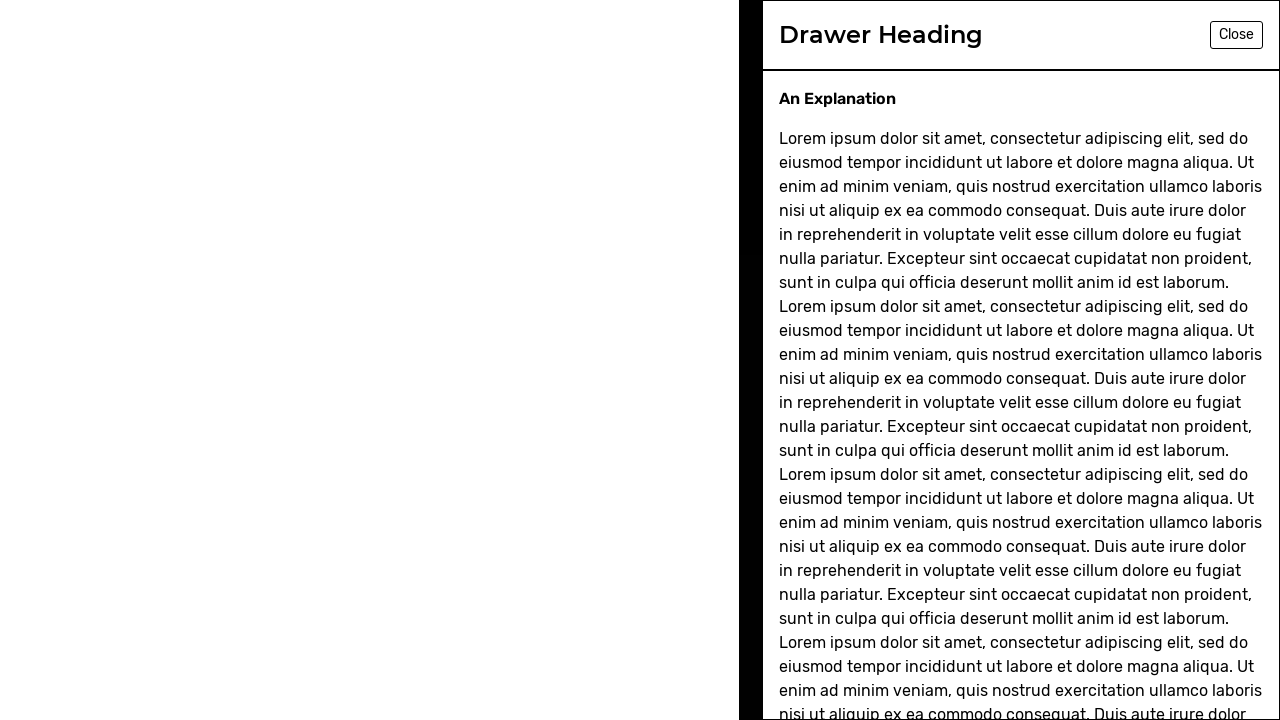 Drawer Heading
Close
An Explanation
Lorem ipsum dolor sit amet, consectetur adipiscing elit, sed do
eiusmod tempor incididunt ut labore et dolore magna aliqua. Ut
enim ad minim veniam, quis nostrud exercitation ullamco laboris
nisi ut aliquip ex ea commodo consequat. Duis aute irure dolor
in reprehenderit in voluptate velit esse cillum dolore eu fugiat
nulla pariatur. Excepteur sint occaecat cupidatat non proident,
sunt in culpa qui officia deserunt mollit anim id est laborum.
Lorem ipsum dolor sit amet, consectetur adipiscing elit, sed do
eiusmod tempor incididunt ut labore et dolore magna aliqua. Ut
enim ad minim veniam, quis nostrud exercitation ullamco laboris
nisi ut aliquip ex ea commodo consequat. Duis aute irure dolor
in reprehenderit in voluptate velit esse cillum dolore eu fugiat
nulla pariatur. Excepteur sint occaecat cupidatat non proident,
sunt in culpa qui officia deserunt mollit anim id est laborum.
Lorem ipsum dolor sit amet, consectetur adipiscing elit, sed do
eiusmod tempor incididunt ut labore et dolore magna aliqua. Ut
enim ad minim veniam, quis nostrud exercitation ullamco laboris
nisi ut aliquip ex ea commodo consequat. Duis aute irure dolor
in reprehenderit in voluptate velit esse cillum dolore eu fugiat
nulla pariatur. Excepteur sint occaecat cupidatat non proident,
sunt in culpa qui officia deserunt mollit anim id est laborum.
Lorem ipsum dolor sit amet, consectetur adipiscing elit, sed do
eiusmod tempor incididunt ut labore et dolore magna aliqua. Ut
enim ad minim veniam, quis nostrud exercitation ullamco laboris
nisi ut aliquip ex ea commodo consequat. Duis aute irure dolor